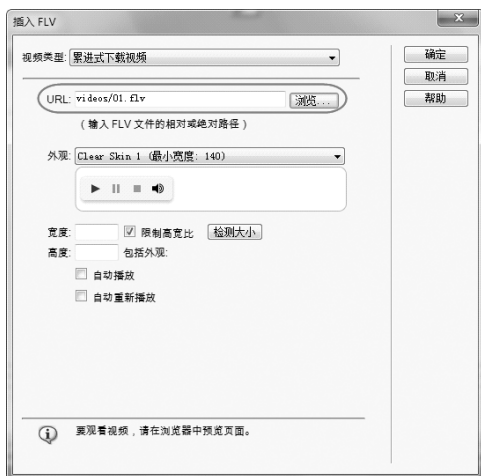 插入 FLV
视频类型: 累进式下载视频
确定
取消
帮助
URL: videos/01.flv 浏览...
(输入 FLV 文件的相对或绝对路径)
外观: Clear Skin 1 (最小宽度: 140)
宽度: 限制高宽比 检测大小
高度: 包括外观:
自动播放
自动重新播放
要观看视频，请在浏览器中预览页面。